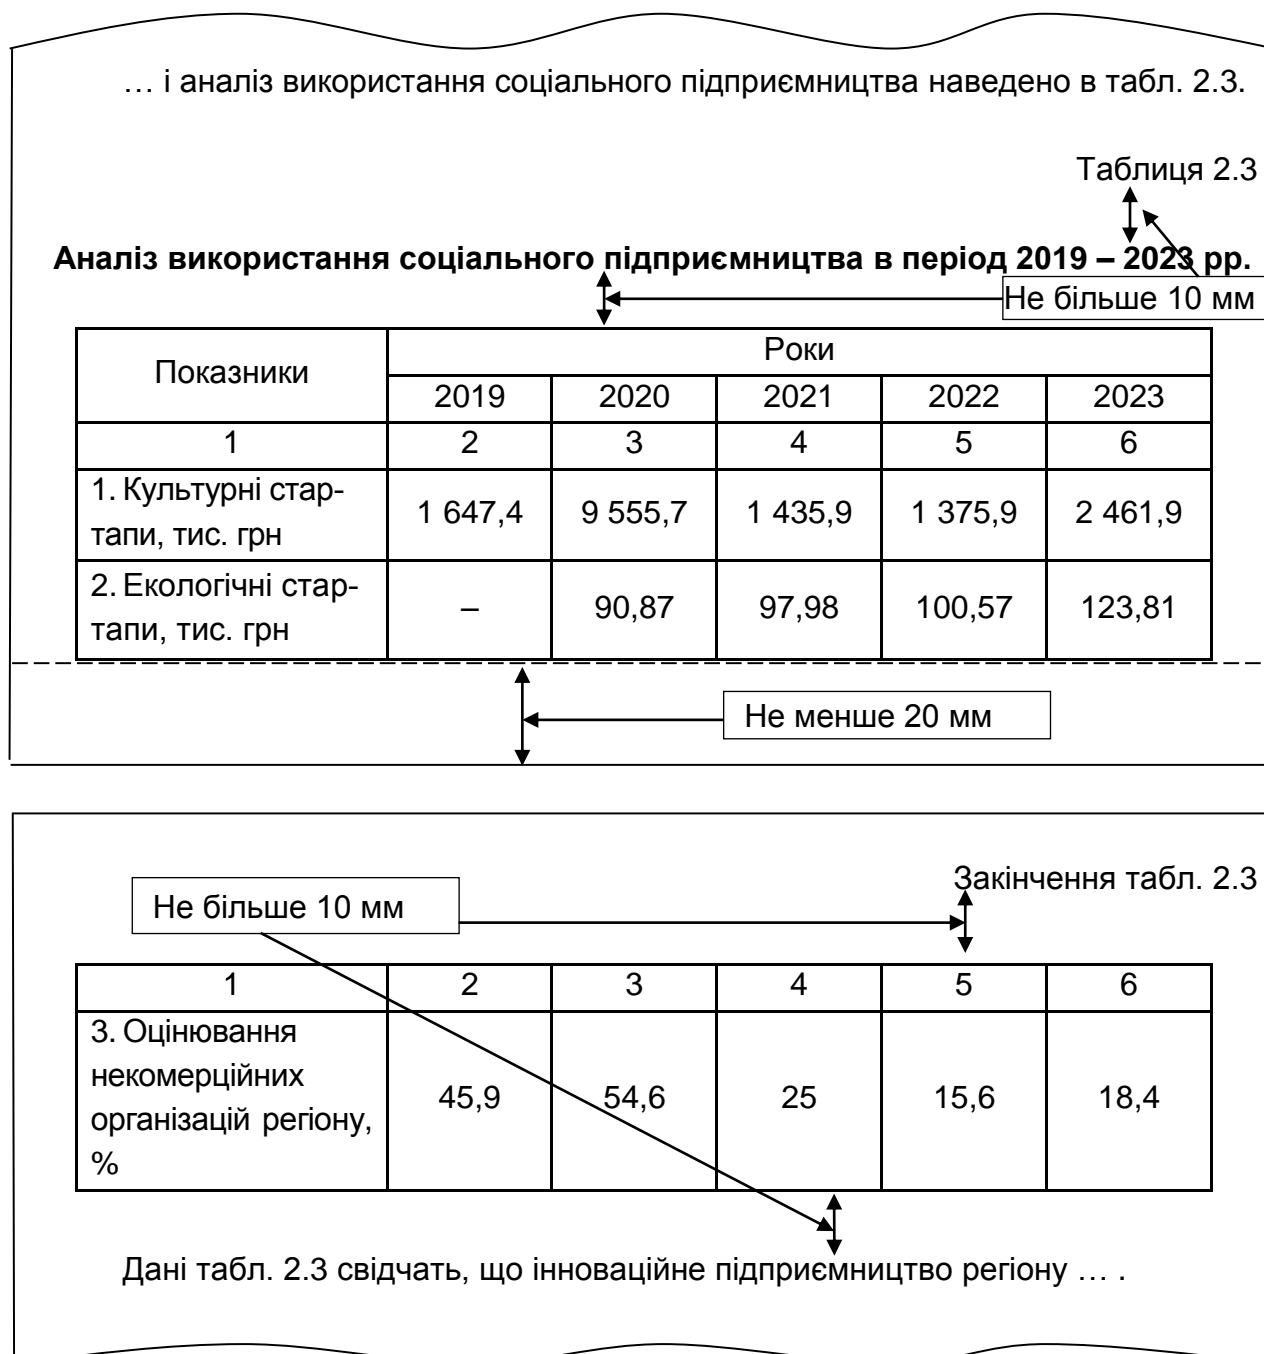 … і аналіз використання соціального підприємництва наведено в табл. 2.3.
Таблиця 2.3
Аналіз використання соціального підприємництва в період 2019 – 2023 рр.
Не більше 10 мм
Показники Роки
2019 2020 2021 2022 2023
1 2 3 4 5 6
1. Культурні стар-
тапи, тис. грн 1 647,4 9 555,7 1 435,9 1 375,9 2 461,9
2. Екологічні стар-
тапи, тис. грн – 90,87 97,98 100,57 123,81
Не менше 20 мм
Закінчення табл. 2.3
Не більше 10 мм
1 2 3 4 5 6
3. Оцінювання
некомерційних
організацій регіону, 45,9 54,6 25 15,6 18,4
%
Дані табл. 2.3 свідчать, що інноваційне підприємництво регіону … .